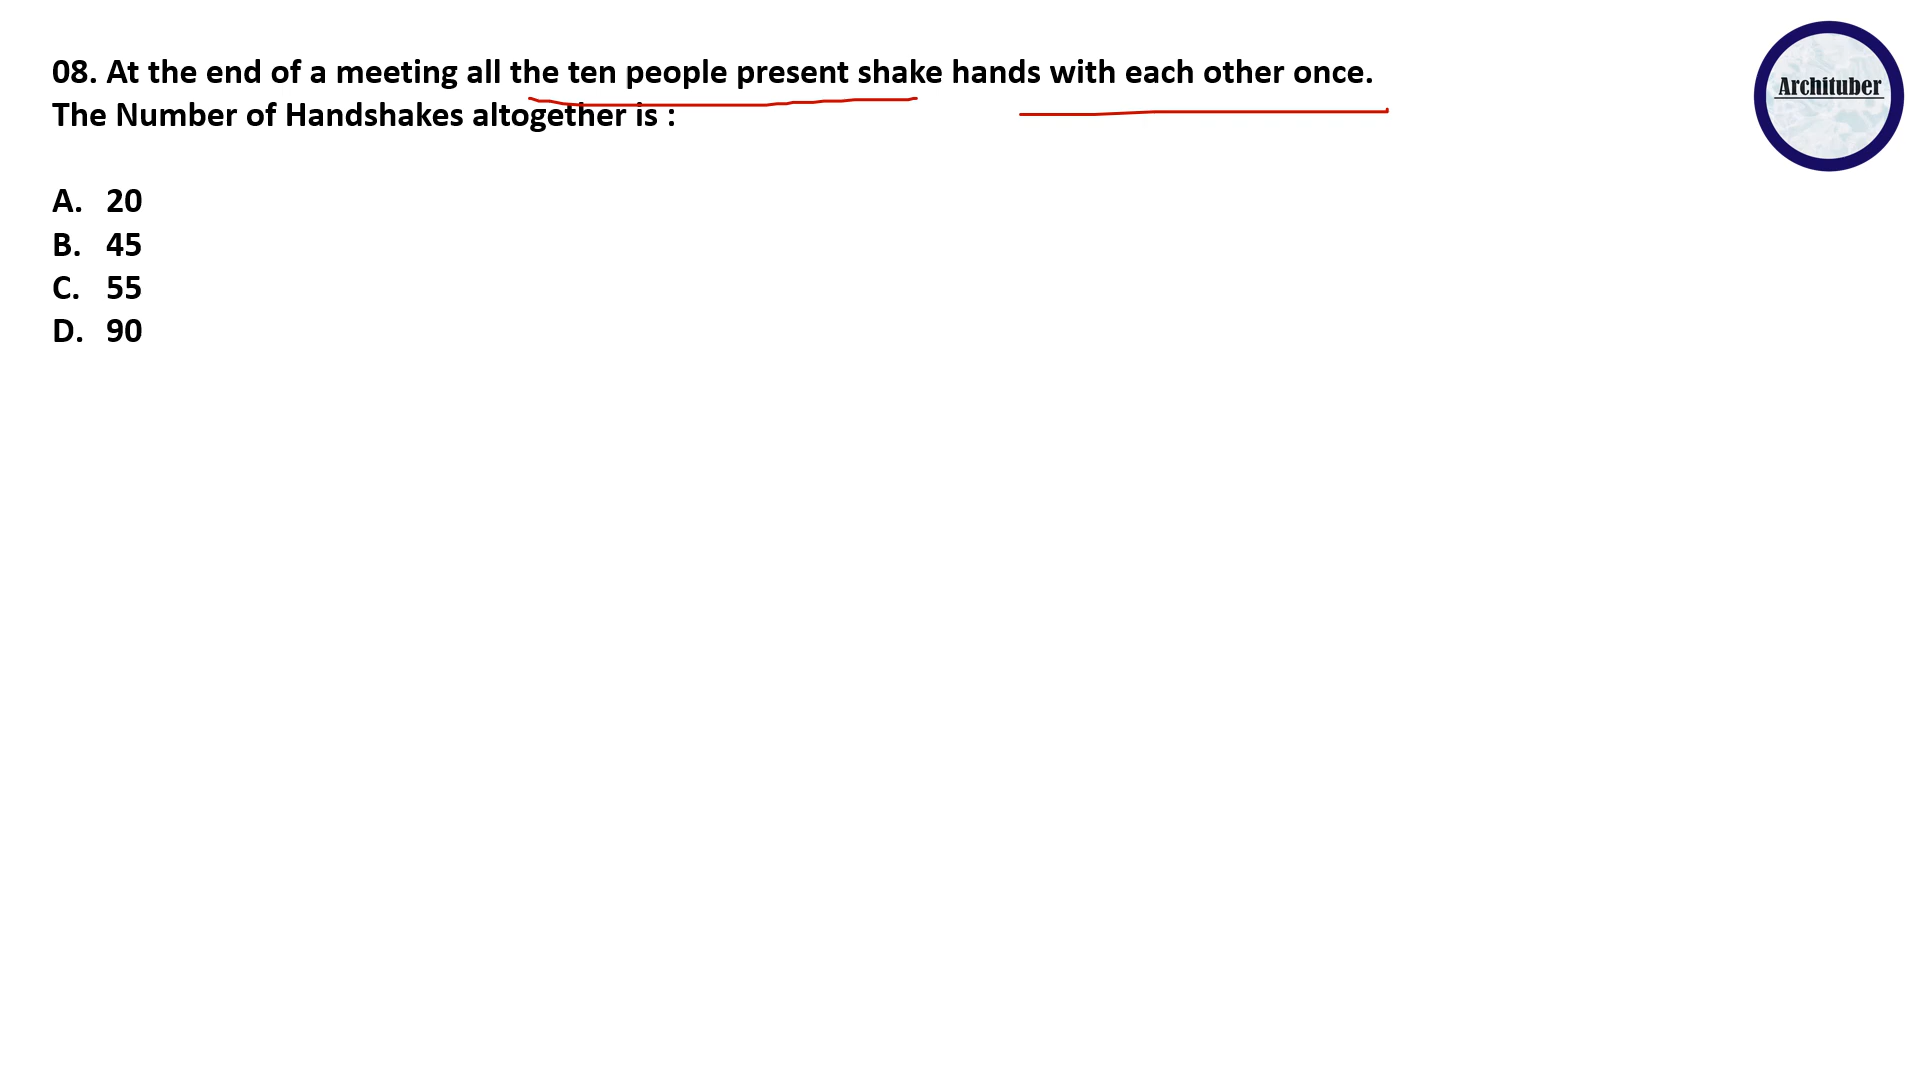 08. At the end of a meeting all the ten people present shake hands with each other once.
The Number of Handshakes altogether is :
A. 20
B. 45
C. 55
D. 90
Archituber